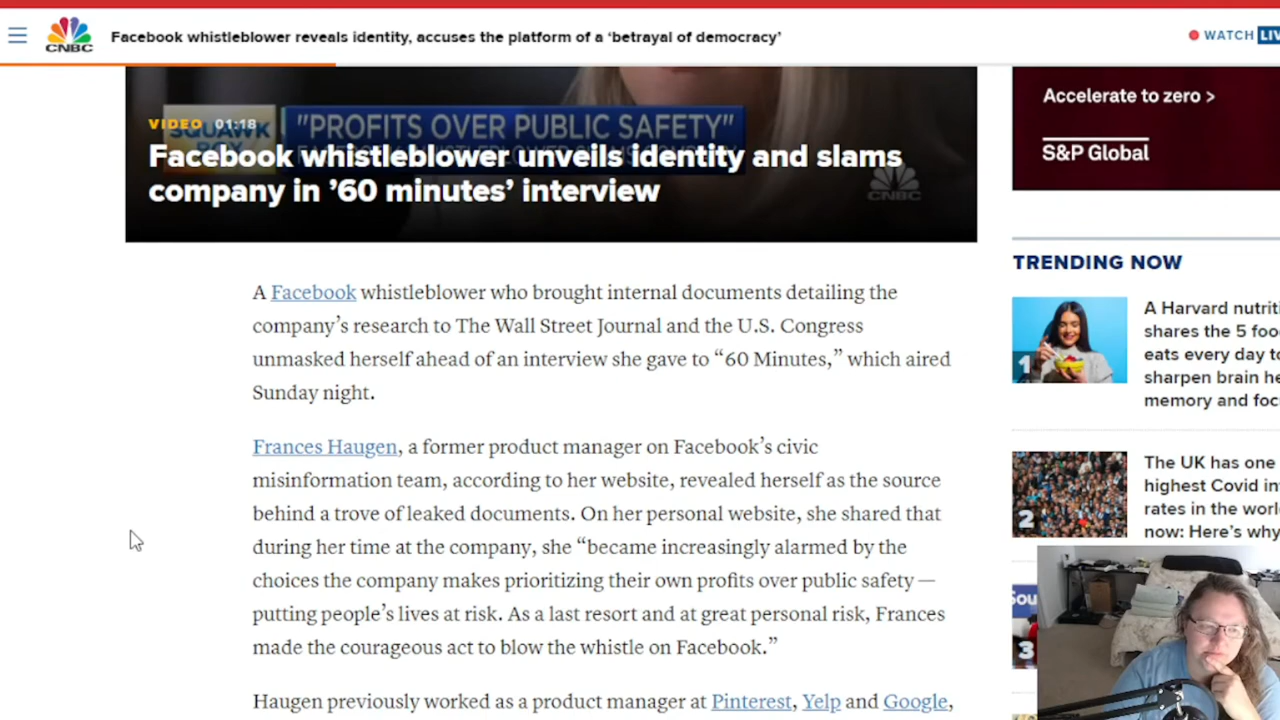 CNBC
Facebook whistleblower reveals identity, accuses the platform of a ‘betrayal of democracy’
WATCH LIV
"PROFITS OVER PUBLIC SAFETY"
SQUAWK
VIDEO 01:18
Facebook whistleblower unveils identity and slams
company in ’60 minutes’ interview
CNBC
Accelerate to zero >
S&P Global
A Facebook whistleblower who brought internal documents detailing the
company’s research to The Wall Street Journal and the U.S. Congress
unmasked herself ahead of an interview she gave to “60 Minutes,” which aired
Sunday night.
Frances Haugen, a former product manager on Facebook’s civic
misinformation team, according to her website, revealed herself as the source
behind a trove of leaked documents. On her personal website, she shared that
during her time at the company, she “became increasingly alarmed by the
choices the company makes prioritizing their own profits over public safety —
putting people’s lives at risk. As a last resort and at great personal risk, Frances
made the courageous act to blow the whistle on Facebook.”
Haugen previously worked as a product manager at Pinterest, Yelp and Google,
TRENDING NOW
1
A Harvard nutriti
shares the 5 foo
eats every day to
sharpen brain he
memory and foc
2
The UK has one
highest Covid in
rates in the worl
now: Here’s why
Sou
3